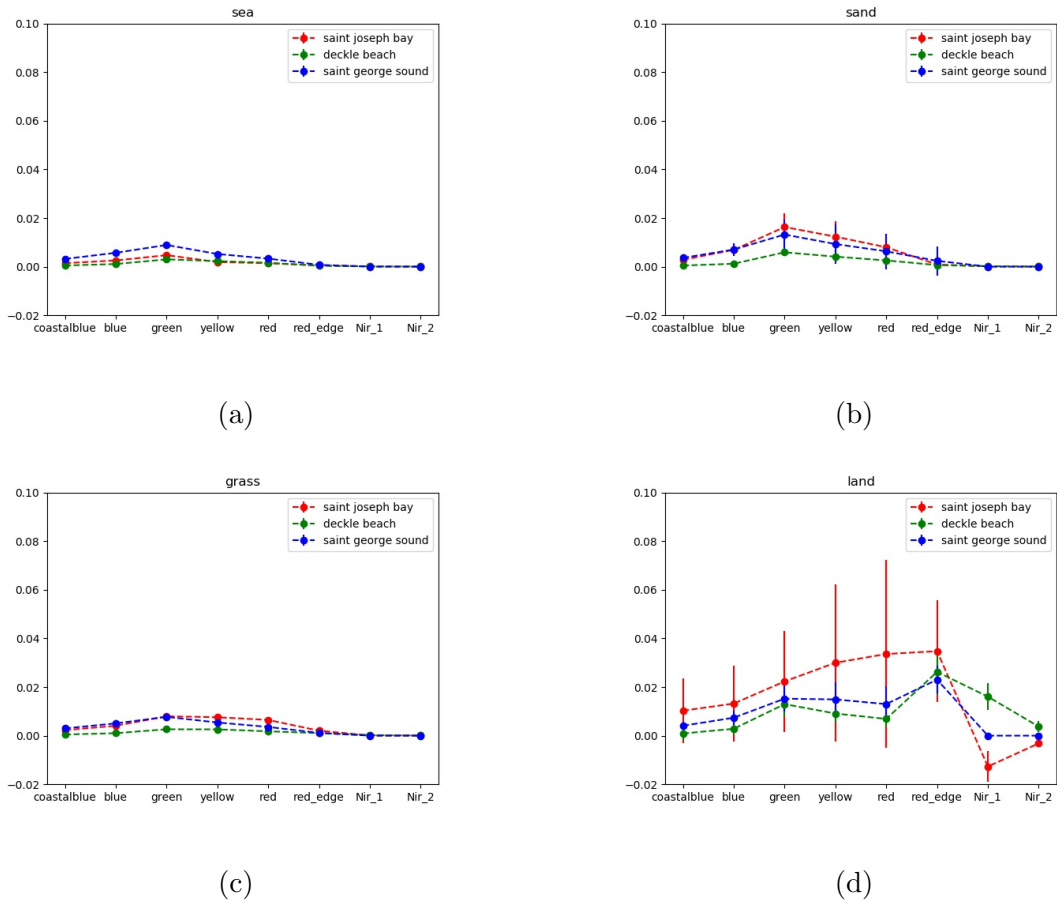 sea
0.10
0.08
0.06
0.04
0.02
0.00
−0.02
saint joseph bay
deckle beach
saint george sound
coastalblue blue green yellow red red_edge Nir_1 Nir_2
(a)
sand
0.10
0.08
0.06
0.04
0.02
0.00
−0.02
saint joseph bay
deckle beach
saint george sound
coastalblue blue green yellow red red_edge Nir_1 Nir_2
(b)
grass
0.10
0.08
0.06
0.04
0.02
0.00
−0.02
saint joseph bay
deckle beach
saint george sound
coastalblue blue green yellow red red_edge Nir_1 Nir_2
(c)
land
0.10
0.08
0.06
0.04
0.02
0.00
−0.02
saint joseph bay
deckle beach
saint george sound
coastalblue blue green yellow red red_edge Nir_1 Nir_2
(d)